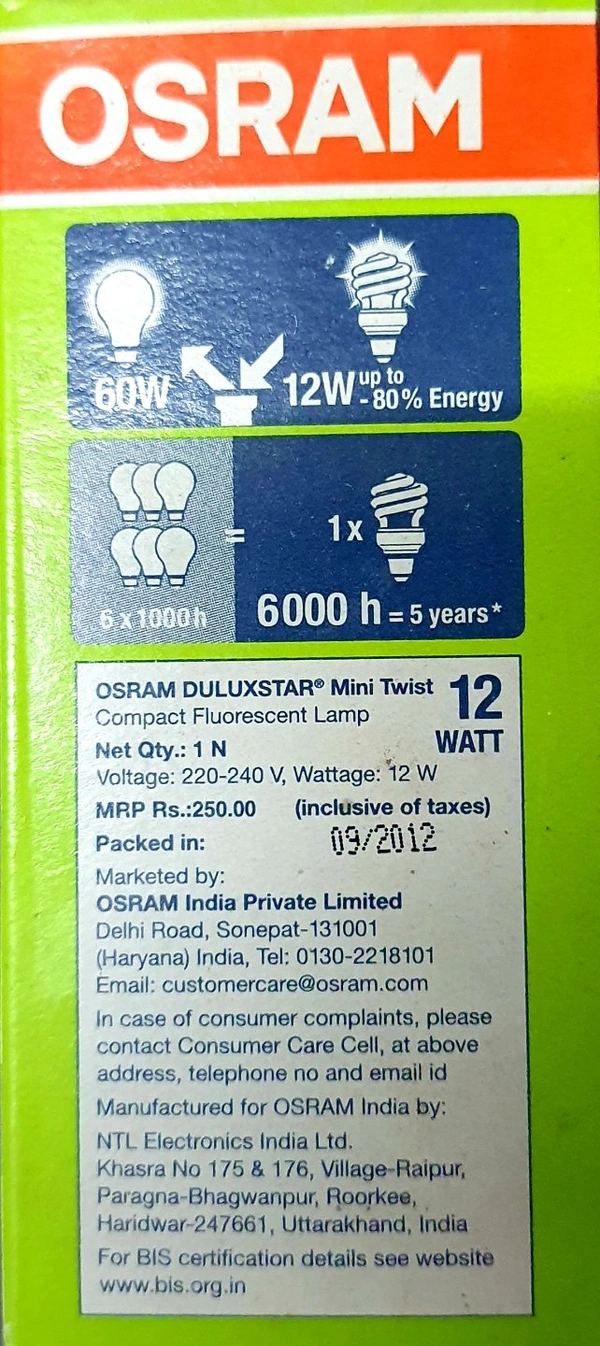 OSRAM
60W
12W up to -80% Energy
6 x 1000 h
=
1x
6000 h = 5 years*
OSRAM DULUXSTAR® Mini Twist
12
WATT
Compact Fluorescent Lamp
Net Qty.: 1 N
Voltage: 220-240 V, Wattage: 12 W
MRP Rs.:250.00 (inclusive of taxes)
Packed in: 09/2012
Marketed by:
OSRAM India Private Limited
Delhi Road, Sonepat-131001
(Haryana) India, Tel: 0130-2218101
Email: customercare@osram.com
In case of consumer complaints, please
contact Consumer Care Cell, at above
address, telephone no and email id
Manufactured for OSRAM India by:
NTL Electronics India Ltd.
Khasra No 175 & 176, Village-Raipur,
Paragna-Bhagwanpur, Roorkee,
Haridwar-247661, Uttarakhand, India
For BIS certification details see website
www.bis.org.in